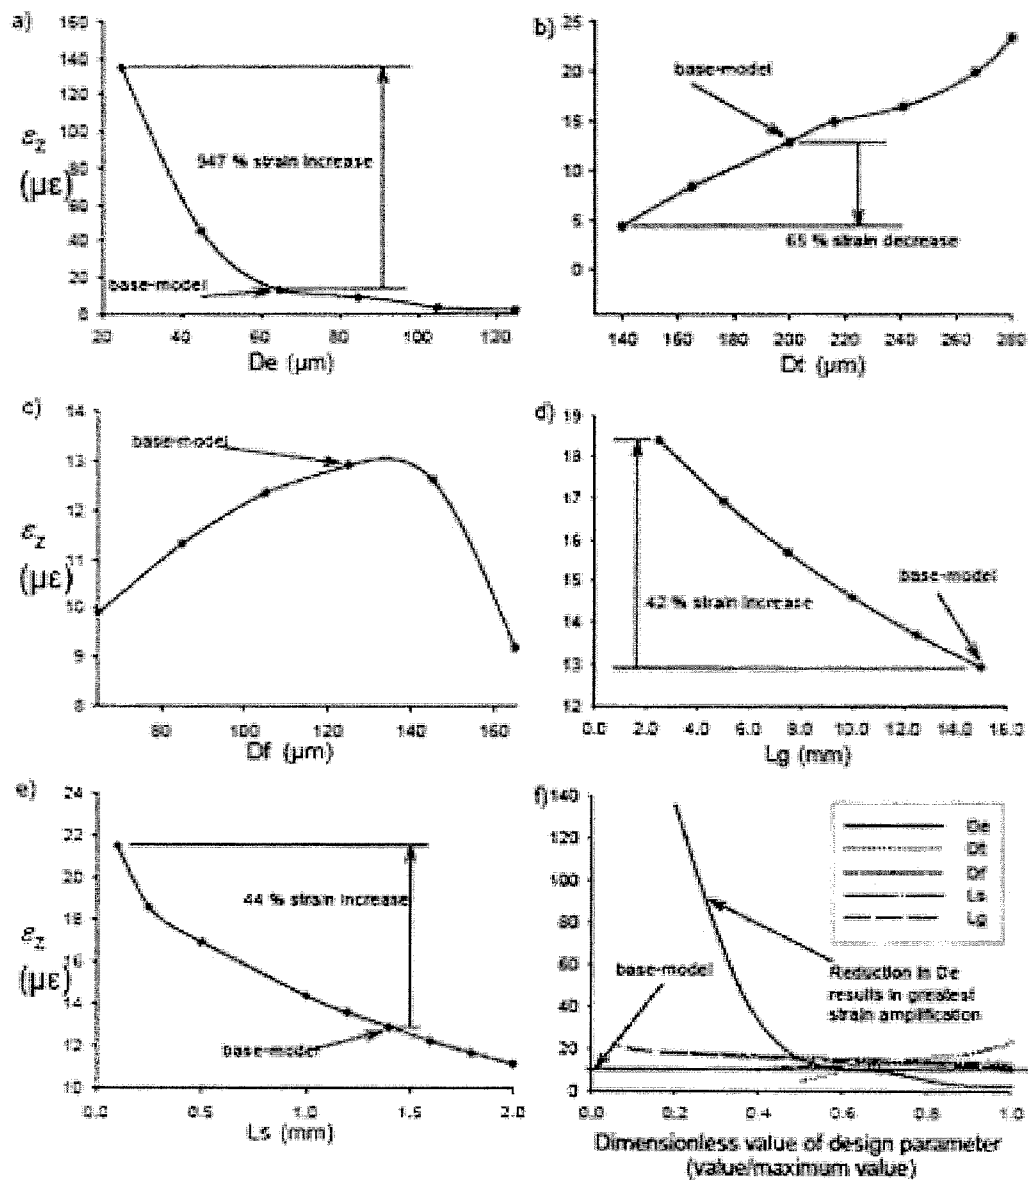 a)
160
140
120
100
80
60
40
20
0
εz
(με)
947 % strain increase
base-model
20
40
60
80
100
120
De (μm)
b)
25
20
15
10
5
0
base-model
65 % strain decrease
140
160
180
200
220
240
260
280
Dt (μm)
c)
14
13
12
11
10
9
8
εz
(με)
base-model
80
100
120
140
160
Df (μm)
d)
19
18
17
16
15
14
13
12
42 % strain increase
base-model
0.0
2.0
4.0
6.0
8.0
10.0
12.0
14.0
16.0
Lg (mm)
e)
24
22
20
18
16
14
12
10
εz
(με)
44 % strain increase
base-model
0.0
0.5
1.0
1.5
2.0
Ls (mm)
f)
140
120
100
80
60
40
20
0
De
Dt
Df
Ls
Lg
base-model
Reduction in De
results in greatest
strain amplification
0.0
0.2
0.4
0.6
0.8
1.0
Dimensionless value of design parameter
(value/maximum value)